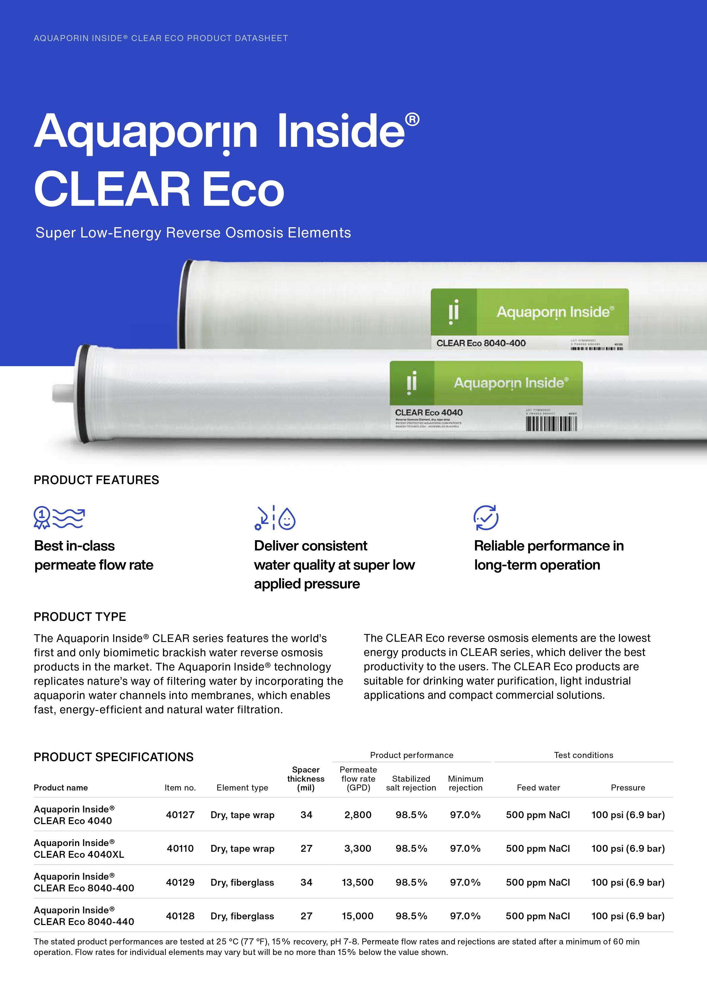 AQUAPORIN INSIDE® CLEAR ECO PRODUCT DATASHEET
Aquaporin Inside®
CLEAR Eco
Super Low-Energy Reverse Osmosis Elements
Aquaporin Inside®
CLEAR Eco 8040-400
40129
Aquaporin Inside®
CLEAR Eco 4040
40127
Reverse Osmosis Element, dry, tape wrap
PATENT PROTECTED AQUAPORIN.COM/PATENTS
DANISH TECHNOLOGY - ASSEMBLED IN KOREA
PRODUCT FEATURES
1
Best in-class
permeate flow rate
Deliver consistent
water quality at super low
applied pressure
Reliable performance in
long-term operation
PRODUCT TYPE
The Aquaporin Inside® CLEAR series features the world’s
first and only biomimetic brackish water reverse osmosis
products in the market. The Aquaporin Inside® technology
replicates nature’s way of filtering water by incorporating the
aquaporin water channels into membranes, which enables
fast, energy-efficient and natural water filtration.
The CLEAR Eco reverse osmosis elements are the lowest
energy products in CLEAR series, which deliver the best
productivity to the users. The CLEAR Eco products are
suitable for drinking water purification, light industrial
applications and compact commercial solutions.
PRODUCT SPECIFICATIONS
Product performance
Test conditions
Product name
Item no.
Element type
Spacer
thickness
(mil)
Permeate
flow rate
(GPD)
Stabilized
salt rejection
Minimum
rejection
Feed water
Pressure
Aquaporin Inside®
CLEAR Eco 4040
40127 Dry, tape wrap 34 2,800 98.5% 97.0% 500 ppm NaCl 100 psi (6.9 bar)
Aquaporin Inside®
CLEAR Eco 4040XL
40110 Dry, tape wrap 27 3,300 98.5% 97.0% 500 ppm NaCl 100 psi (6.9 bar)
Aquaporin Inside®
CLEAR Eco 8040-400
40129 Dry, fiberglass 34 13,500 98.5% 97.0% 500 ppm NaCl 100 psi (6.9 bar)
Aquaporin Inside®
CLEAR Eco 8040-440
40128 Dry, fiberglass 27 15,000 98.5% 97.0% 500 ppm NaCl 100 psi (6.9 bar)
The stated product performances are tested at 25 °C (77 °F), 15% recovery, pH 7-8. Permeate flow rates and rejections are stated after a minimum of 60 min
operation. Flow rates for individual elements may vary but will be no more than 15% below the value shown.